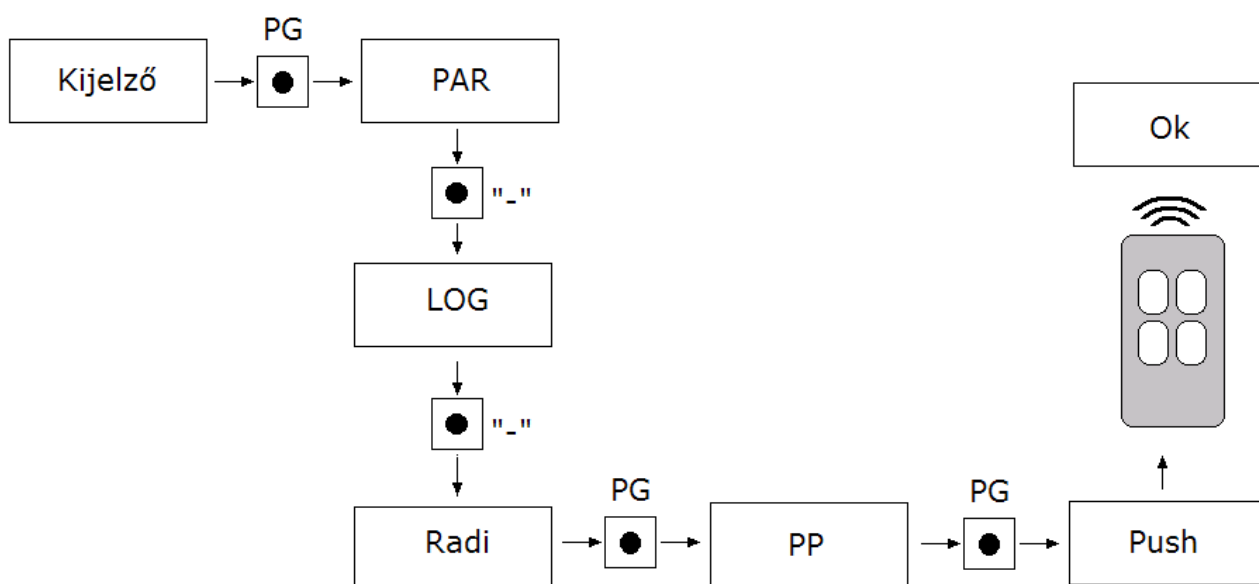 PG
Kijelző
PAR
"-"
LOG
"-"
Radi
PG
PP
PG
Push
Ok